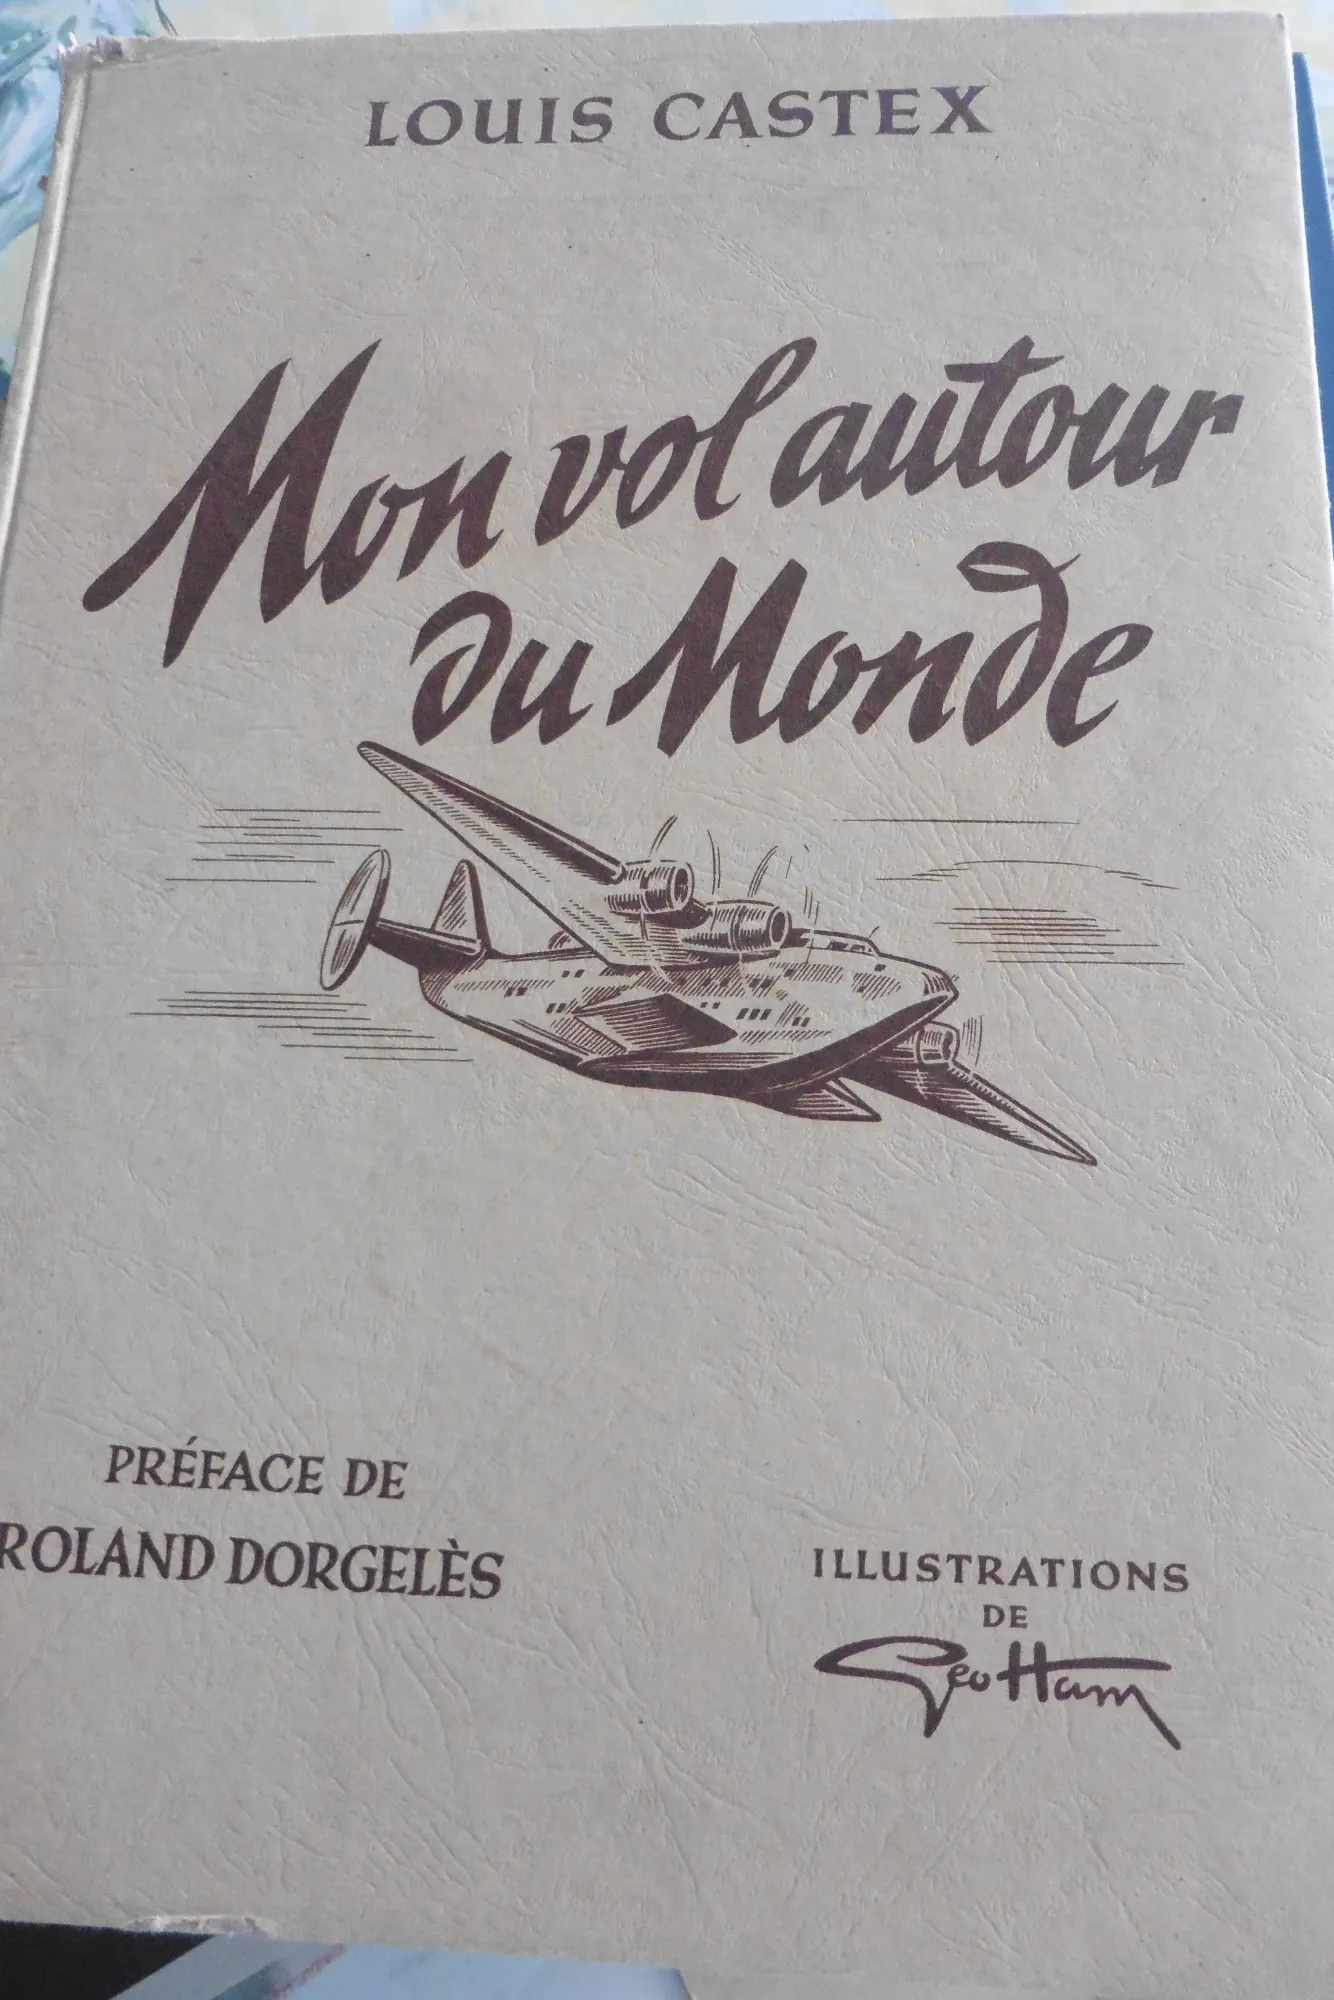 LOUIS CASTEX
Mon vol autour
du Monde
PRÉFACE DE
ROLAND DORGELÈS
ILLUSTRATIONS
DE
Geo Ham